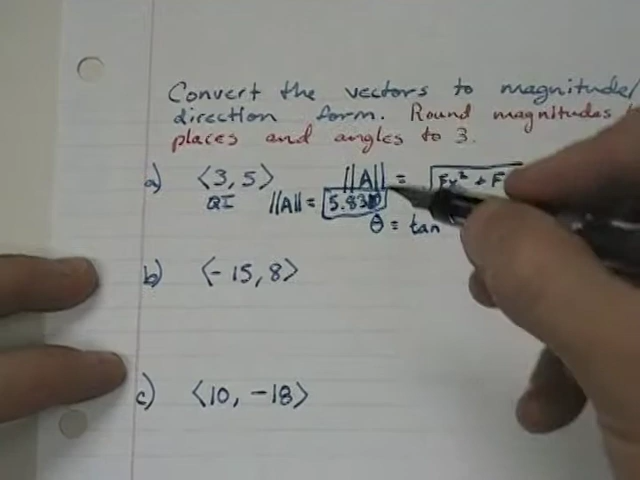 Convert the vectors to magnitude/
direction form. Round magnitudes
places and angles to 3.
a) ⟨3, 5⟩ ||A|| =
QI ||A|| = 5.83
θ = tan
b) ⟨-15, 8⟩
c) ⟨10, -18⟩